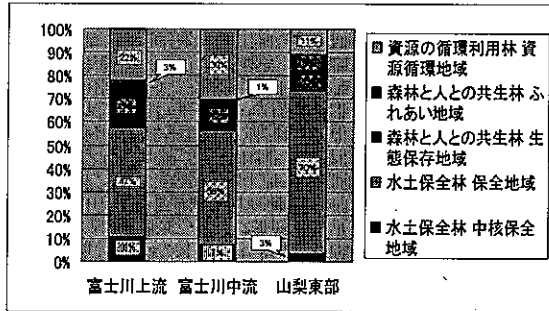 100%
90%
80%
70%
60%
50%
40%
30%
20%
10%
0%
22%
3%
11%
30%
1%
70%
3%
富士川上流
富士川中流
山梨東部
資源の循環利用林 資
源循環地域
森林と人との共生林 ふ
れあい地域
森林と人との共生林 生
態保存地域
水土保全林 保全地域
水土保全林 中核保全
地域